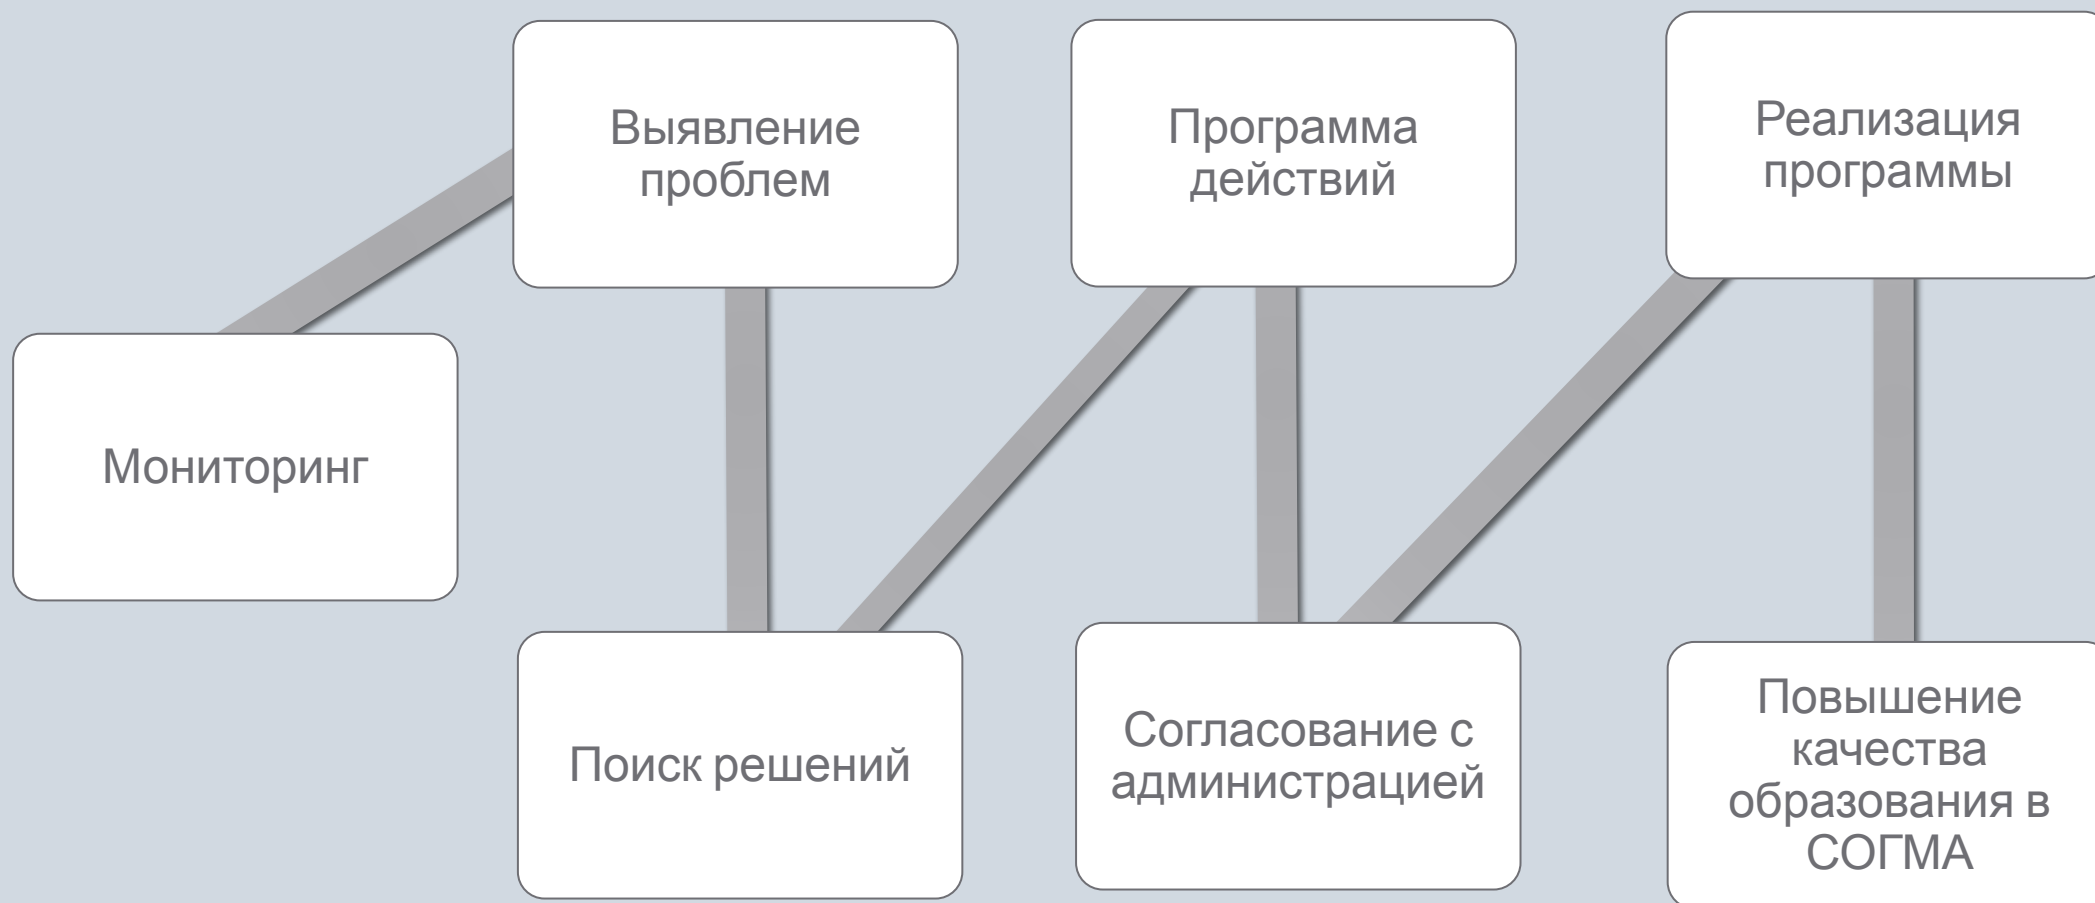 Выявление
проблем
Программа
действий
Реализация
программы
Мониторинг
Поиск решений
Согласование с
администрацией
Повышение
качества
образования в
СОГМА